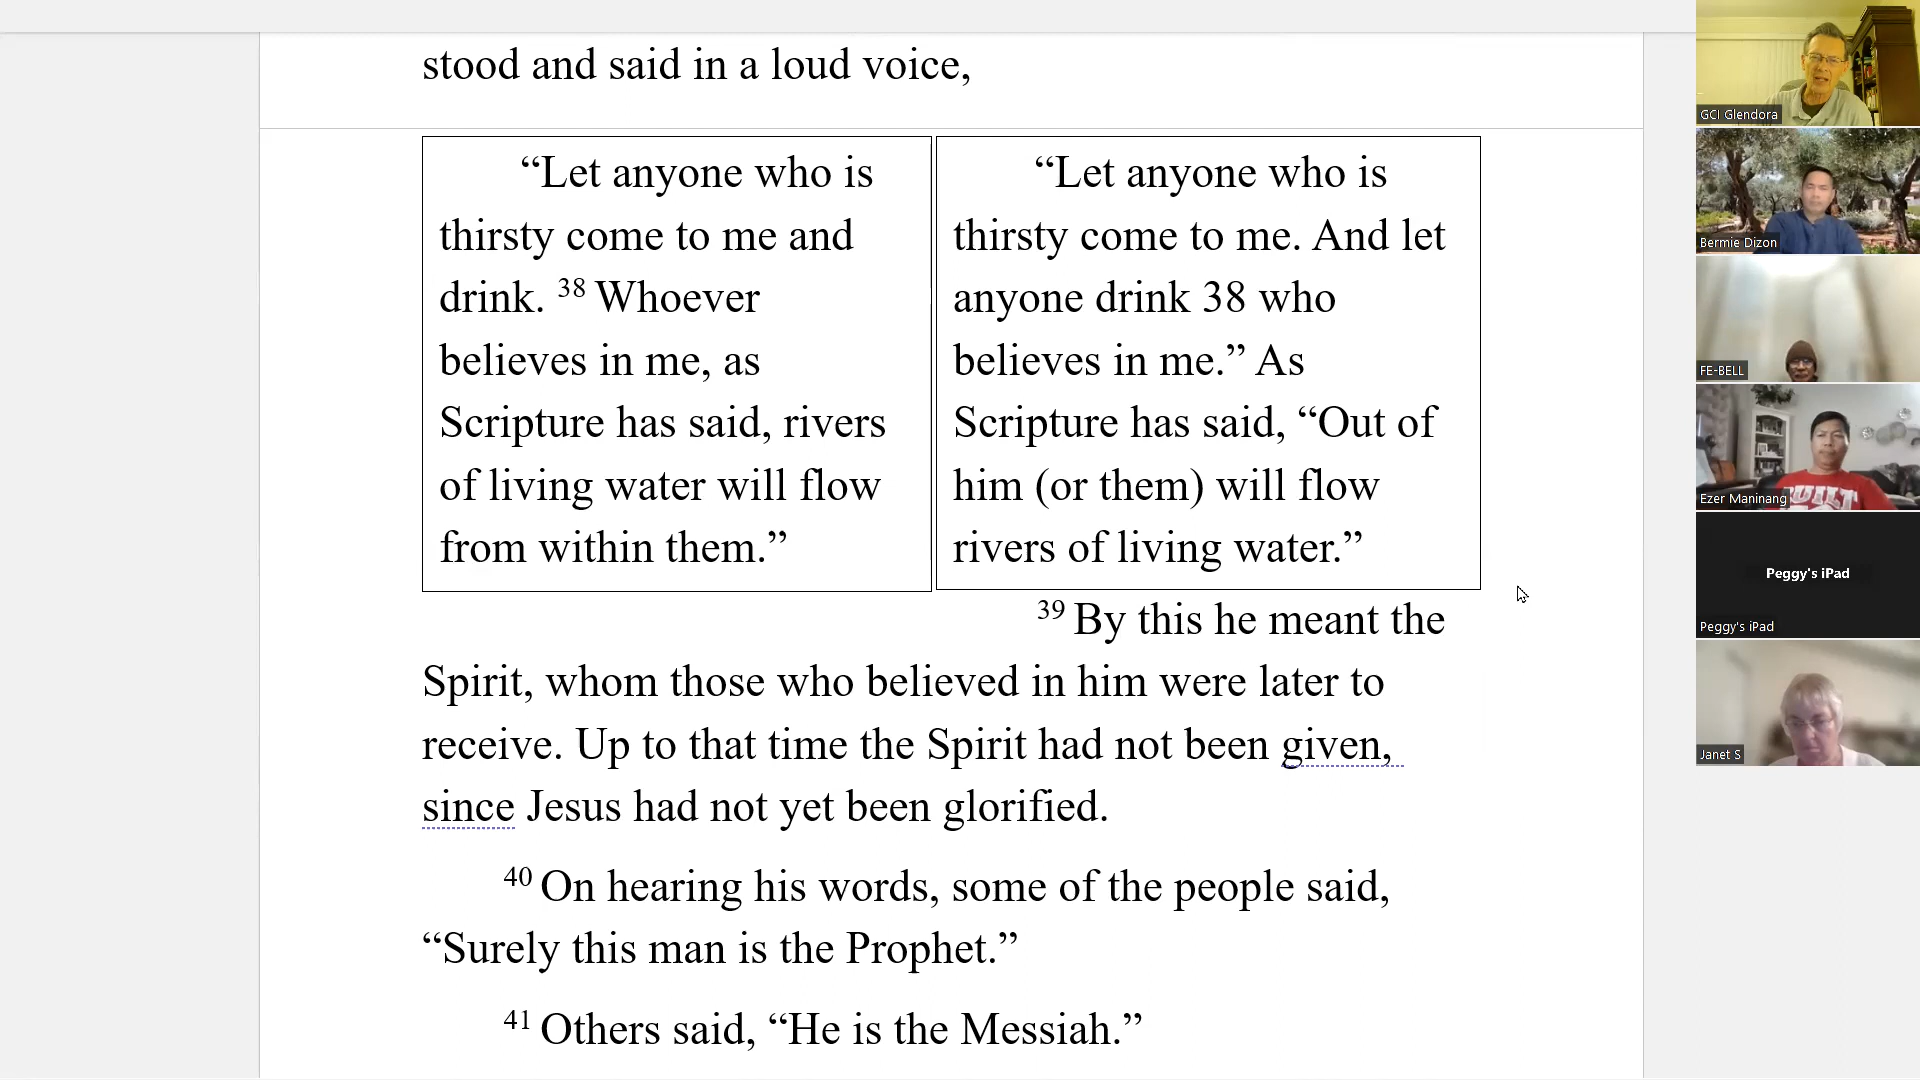 stood and said in a loud voice,
“Let anyone who is
thirsty come to me and
drink. 38 Whoever
believes in me, as
Scripture has said, rivers
of living water will flow
from within them.”
“Let anyone who is
thirsty come to me. And let
anyone drink 38 who
believes in me.” As
Scripture has said, “Out of
him (or them) will flow
rivers of living water.”
39 By this he meant the
Spirit, whom those who believed in him were later to
receive. Up to that time the Spirit had not been given,
since Jesus had not yet been glorified.
40 On hearing his words, some of the people said,
“Surely this man is the Prophet.”
41 Others said, “He is the Messiah.”
GCI Glendora
Bermie Dizon
FE-BELL
Ezer Maninang
Peggy's iPad
Peggy's iPad
Janet S